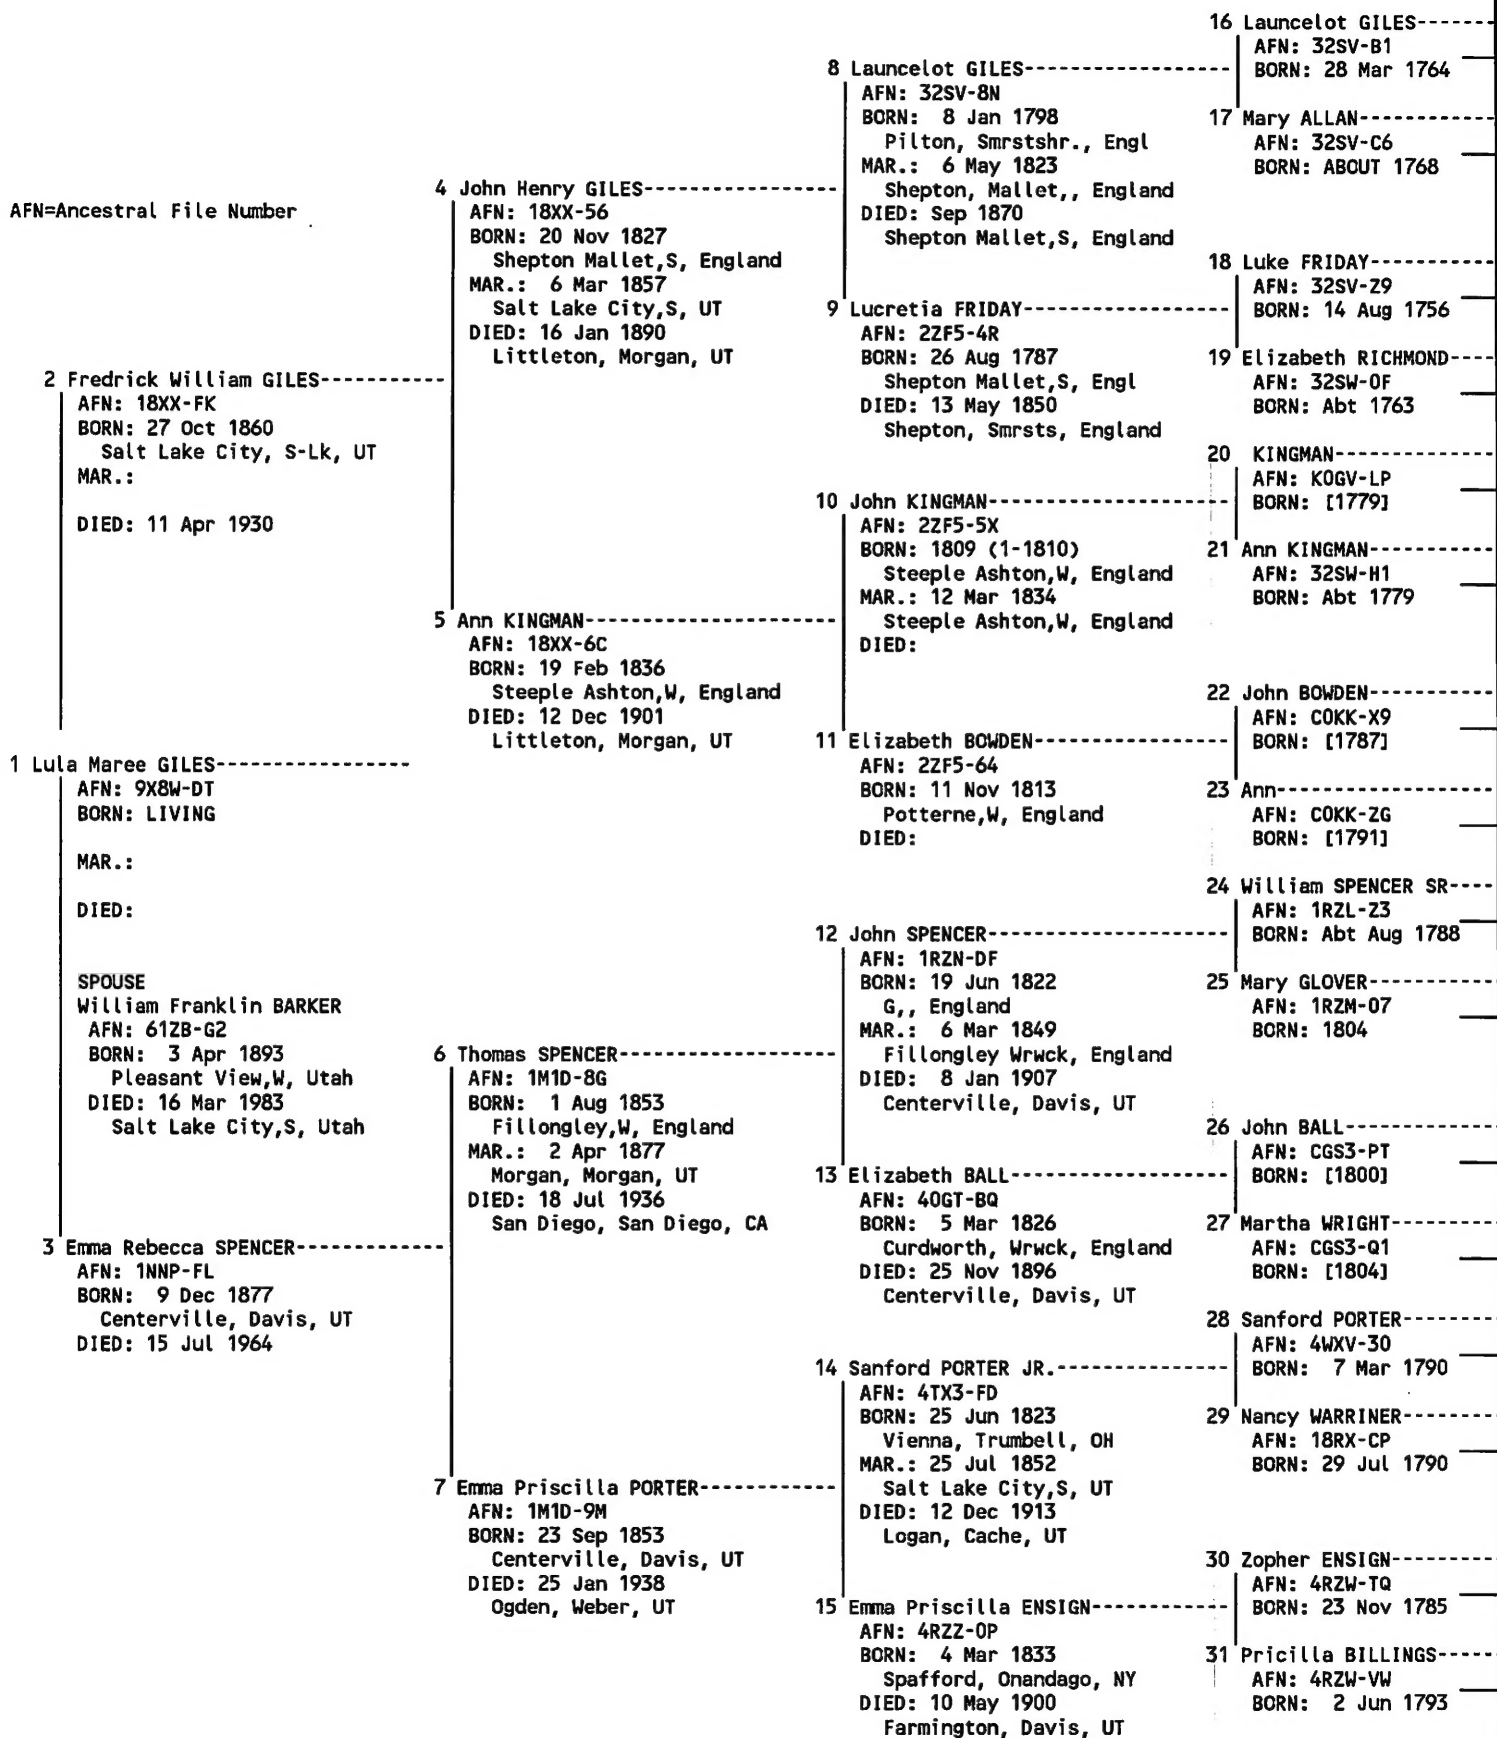 AFN=Ancestral File Number
1 Lula Maree GILES----------------
AFN: 9X8W-DT
BORN: LIVING
MAR.:
DIED:
SPOUSE
William Franklin BARKER
AFN: 61ZB-G2
BORN: 3 Apr 1893
Pleasant View,W, Utah
DIED: 16 Mar 1983
Salt Lake City,S, Utah
2 Fredrick William GILES-----------
AFN: 18XX-FK
BORN: 27 Oct 1860
Salt Lake City, S-Lk, UT
MAR.:
DIED: 11 Apr 1930
3 Emma Rebecca SPENCER-------------
AFN: 1NNP-FL
BORN: 9 Dec 1877
Centerville, Davis, UT
DIED: 15 Jul 1964
4 John Henry GILES-----------------
AFN: 18XX-56
BORN: 20 Nov 1827
Shepton Mallet,S, England
MAR.: 6 Mar 1857
Salt Lake City,S, UT
DIED: 16 Jan 1890
Littleton, Morgan, UT
5 Ann KINGMAN----------------------
AFN: 18XX-6C
BORN: 19 Feb 1836
Steeple Ashton,W, England
DIED: 12 Dec 1901
Littleton, Morgan, UT
6 Thomas SPENCER-------------------
AFN: 1M1D-8G
BORN: 1 Aug 1853
Fillongley,W, England
MAR.: 2 Apr 1877
Morgan, Morgan, UT
DIED: 18 Jul 1936
San Diego, San Diego, CA
7 Emma Priscilla PORTER------------
AFN: 1M1D-9M
BORN: 23 Sep 1853
Centerville, Davis, UT
DIED: 25 Jan 1938
Ogden, Weber, UT
8 Launcelot GILES------------------
AFN: 32SV-8N
BORN: 8 Jan 1798
Pilton, Smrstshr., Engl
MAR.: 6 May 1823
Shepton, Mallet,, England
DIED: Sep 1870
Shepton Mallet,S, England
9 Lucretia FRIDAY------------------
AFN: 2ZF5-4R
BORN: 26 Aug 1787
Shepton Mallet,S, Engl
DIED: 13 May 1850
Shepton, Smrsts, England
10 John KINGMAN---------------------
AFN: 2ZF5-5X
BORN: 1809 (1-1810)
Steeple Ashton,W, England
MAR.: 12 Mar 1834
Steeple Ashton,W, England
DIED:
11 Elizabeth BOWDEN-----------------
AFN: 2ZF5-64
BORN: 11 Nov 1813
Potterne,W, England
DIED:
12 John SPENCER---------------------
AFN: 1RZN-DF
BORN: 19 Jun 1822
G,, England
MAR.: 6 Mar 1849
Fillongley Wrwck, England
DIED: 8 Jan 1907
Centerville, Davis, UT
13 Elizabeth BALL-------------------
AFN: 40GT-BQ
BORN: 5 Mar 1826
Curdworth, Wrwck, England
DIED: 25 Nov 1896
Centerville, Davis, UT
14 Sanford PORTER JR.---------------
AFN: 4TX3-FD
BORN: 25 Jun 1823
Vienna, Trumbell, OH
MAR.: 25 Jul 1852
Salt Lake City,S, UT
DIED: 12 Dec 1913
Logan, Cache, UT
15 Emma Priscilla ENSIGN------------
AFN: 4RZZ-0P
BORN: 4 Mar 1833
Spafford, Onandago, NY
DIED: 10 May 1900
Farmington, Davis, UT
16 Launcelot GILES------
AFN: 32SV-B1
BORN: 28 Mar 1764
17 Mary ALLAN-----------
AFN: 32SV-C6
BORN: ABOUT 1768
18 Luke FRIDAY----------
AFN: 32SV-Z9
BORN: 14 Aug 1756
19 Elizabeth RICHMOND----
AFN: 32SW-0F
BORN: Abt 1763
20 KINGMAN-------------
AFN: K0GV-LP
BORN: [1779]
21 Ann KINGMAN----------
AFN: 32SW-H1
BORN: Abt 1779
22 John BOWDEN----------
AFN: C0KK-X9
BORN: [1787]
23 Ann------------------
AFN: C0KK-ZG
BORN: [1791]
24 William SPENCER SR----
AFN: 1RZL-Z3
BORN: Abt Aug 1788
25 Mary GLOVER----------
AFN: 1RZM-07
BORN: 1804
26 John BALL------------
AFN: CGS3-PT
BORN: [1800]
27 Martha WRIGHT--------
AFN: CGS3-Q1
BORN: [1804]
28 Sanford PORTER-------
AFN: 4WXV-30
BORN: 7 Mar 1790
29 Nancy WARRINER-------
AFN: 18RX-CP
BORN: 29 Jul 1790
30 Zopher ENSIGN--------
AFN: 4RZW-TQ
BORN: 23 Nov 1785
31 Pricilla BILLINGS-----
AFN: 4RZW-VW
BORN: 2 Jun 1793